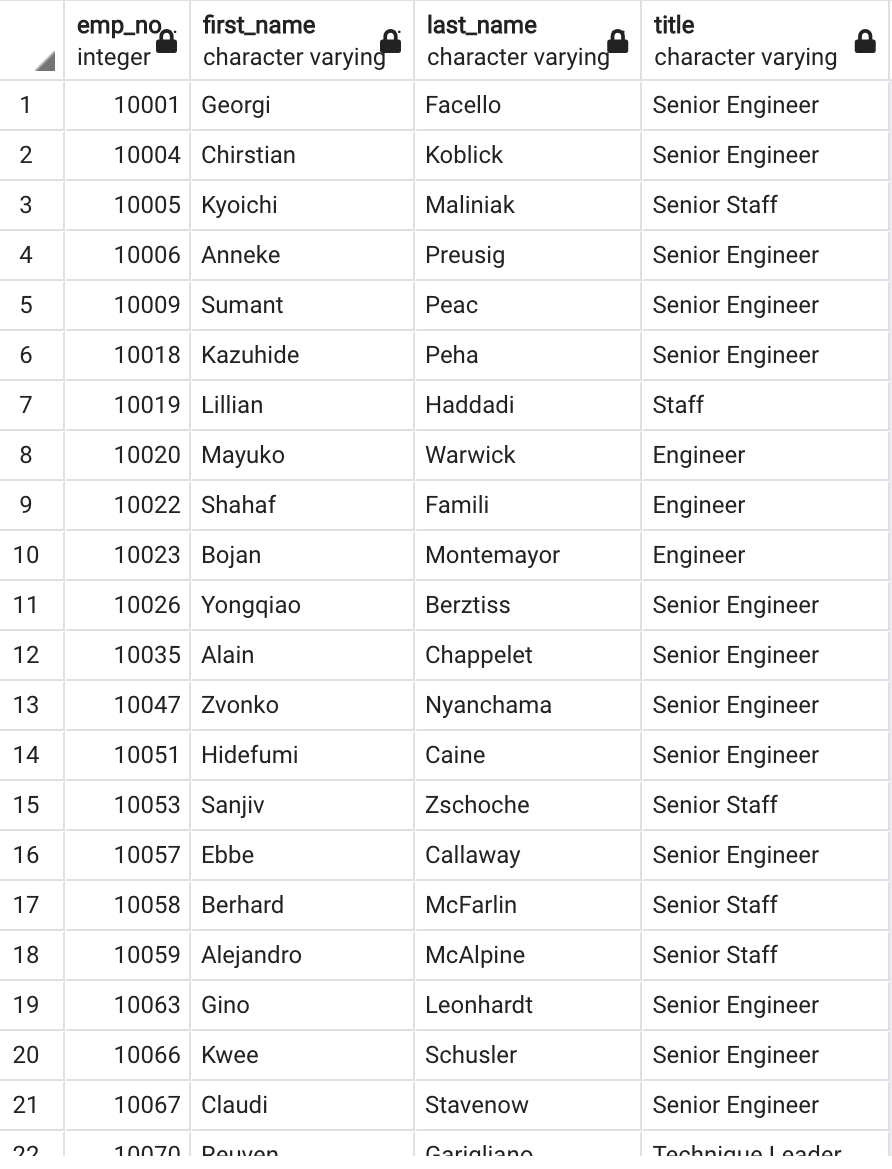 emp_no first_name last_name title
integer character varying character varying character varying
1 10001 Georgi Facello Senior Engineer
2 10004 Chirstian Koblick Senior Engineer
3 10005 Kyoichi Maliniak Senior Staff
4 10006 Anneke Preusig Senior Engineer
5 10009 Sumant Peac Senior Engineer
6 10018 Kazuhide Peha Senior Engineer
7 10019 Lillian Haddadi Staff
8 10020 Mayuko Warwick Engineer
9 10022 Shahaf Famili Engineer
10 10023 Bojan Montemayor Engineer
11 10026 Yongqiao Berztiss Senior Engineer
12 10035 Alain Chappelet Senior Engineer
13 10047 Zvonko Nyanchama Senior Engineer
14 10051 Hidefumi Caine Senior Engineer
15 10053 Sanjiv Zschoche Senior Staff
16 10057 Ebbe Callaway Senior Engineer
17 10058 Berhard McFarlin Senior Staff
18 10059 Alejandro McAlpine Senior Staff
19 10063 Gino Leonhardt Senior Engineer
20 10066 Kwee Schusler Senior Engineer
21 10067 Claudi Stavenow Senior Engineer
22 10070 Reuven Garigliano Technique Leader